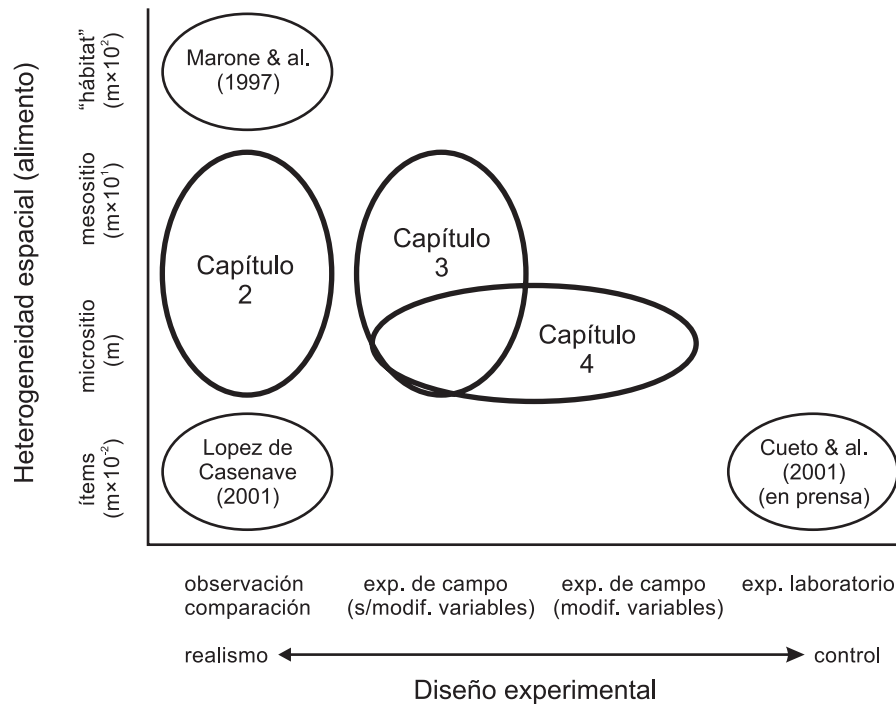 Heterogeneidad espacial (alimento)
“hábitat”
(m×10²)
mesositio
(m×10¹)
micrositio
(m)
ítems
(m×10⁻²)
Marone & al.
(1997)
Capítulo
2
Capítulo
3
Capítulo
4
Lopez de
Casenave
(2001)
Cueto & al.
(2001)
(en prensa)
observación
comparación
exp. de campo
(s/modif. variables)
exp. de campo
(modif. variables)
exp. laboratorio
realismo
control
Diseño experimental